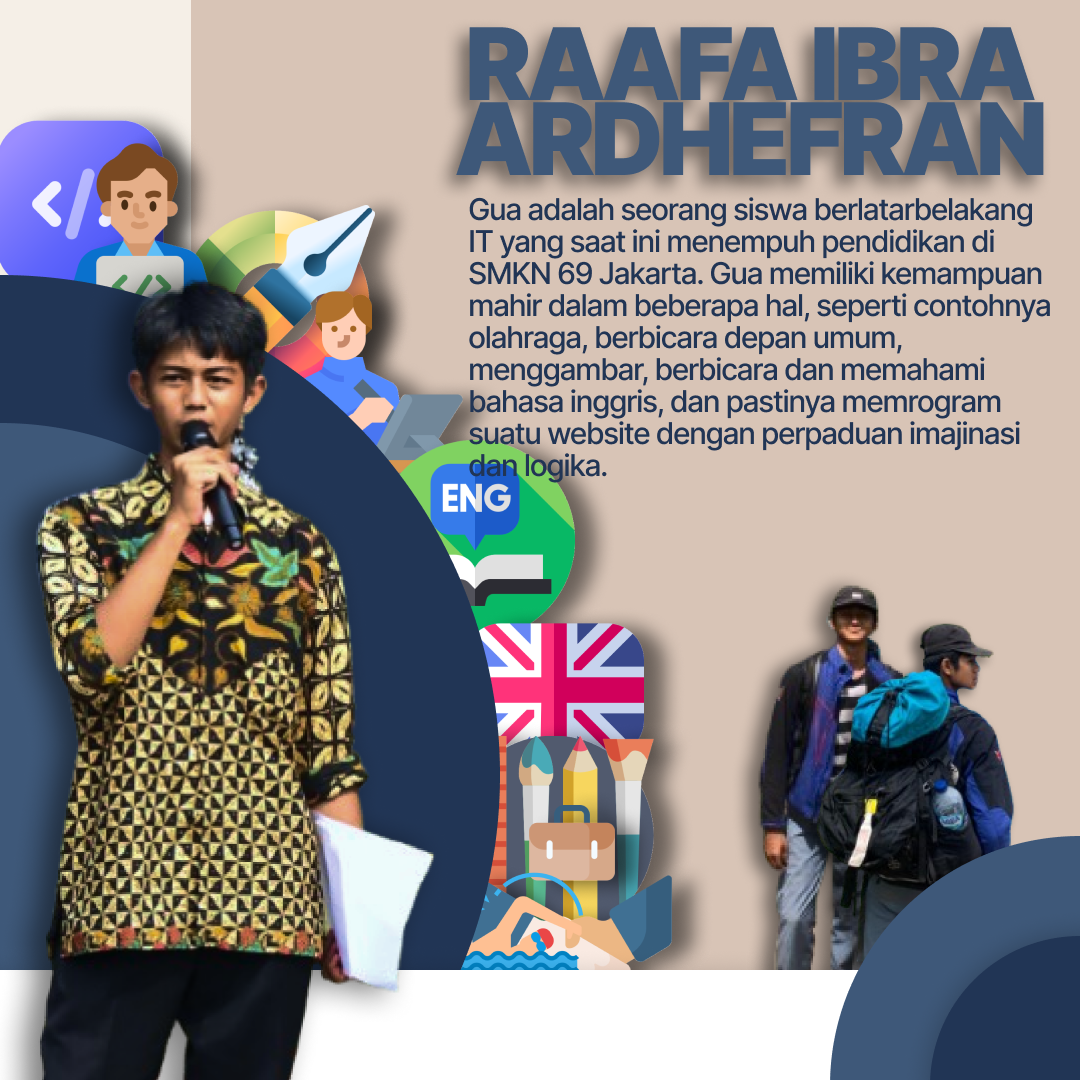 RAAFA IBRA
ARDHEFRAN
Gua adalah seorang siswa berlatarbelakang
IT yang saat ini menempuh pendidikan di
SMKN 69 Jakarta. Gua memiliki kemampuan
mahir dalam beberapa hal, seperti contohnya
olahraga, berbicara depan umum,
menggambar, berbicara dan memahami
bahasa inggris, dan pastinya memrogram
suatu website dengan perpaduan imajinasi
dan logika.
</>
</>
ENG